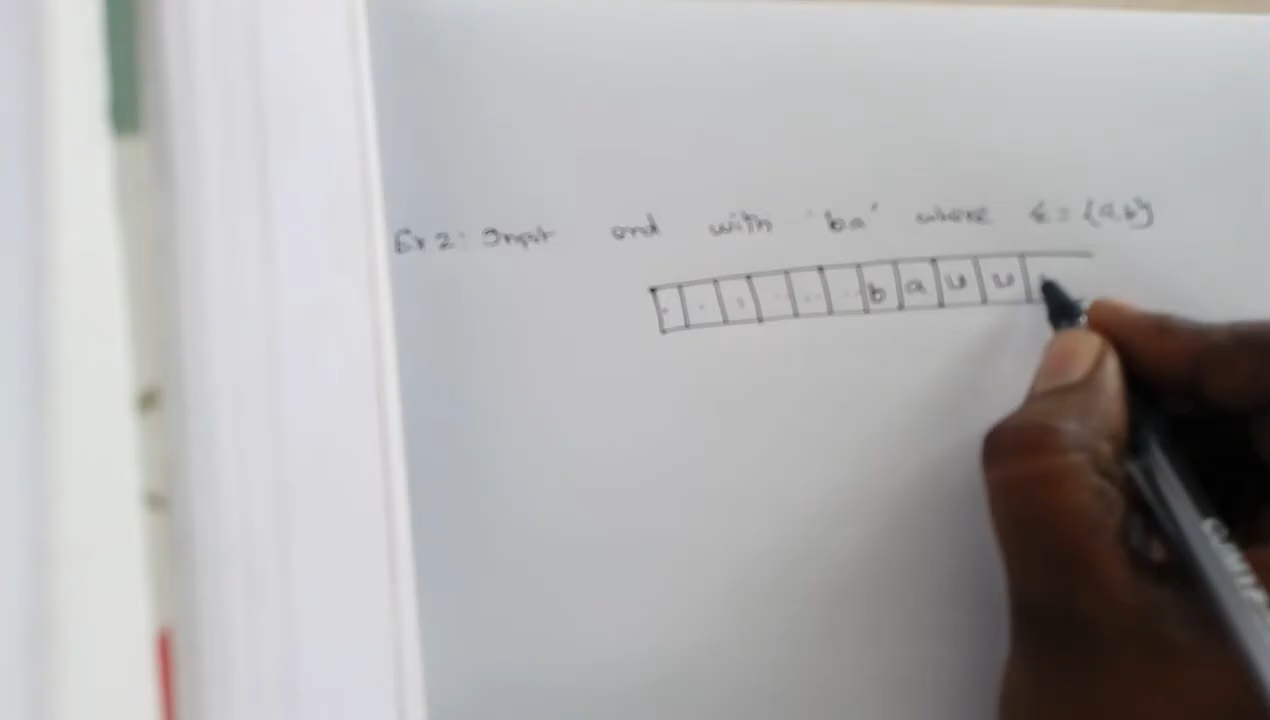 Ex 2: Input end with 'ba' where Σ = {a,b}
. . . .. .. .. b a ⊔ ⊔